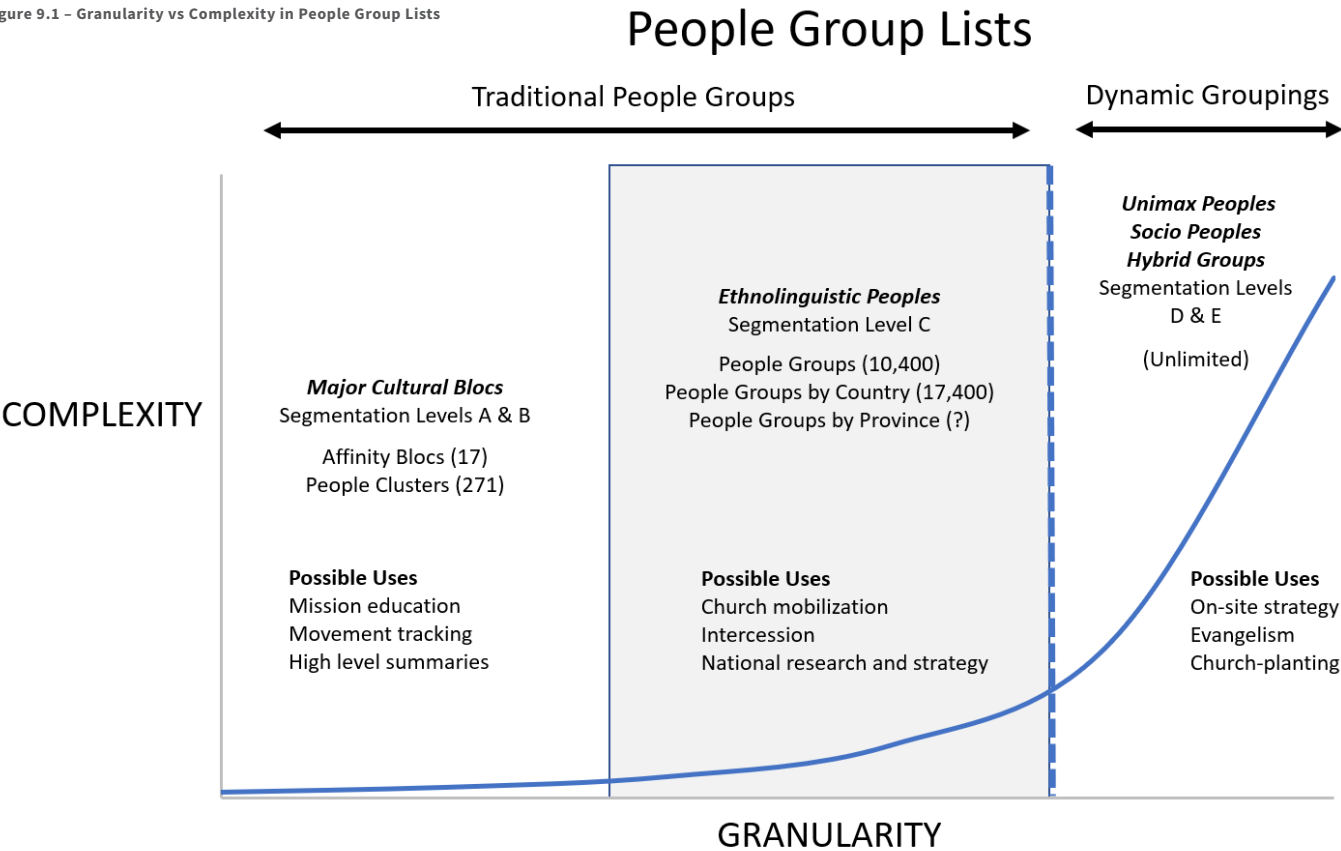 gure 9.1 – Granularity vs Complexity in People Group Lists
People Group Lists
Traditional People Groups
Dynamic Groupings
COMPLEXITY
Major Cultural Blocs
Segmentation Levels A & B
Affinity Blocs (17)
People Clusters (271)
Possible Uses
Mission education
Movement tracking
High level summaries
Ethnolinguistic Peoples
Segmentation Level C
People Groups (10,400)
People Groups by Country (17,400)
People Groups by Province (?)
Possible Uses
Church mobilization
Intercession
National research and strategy
Unimax Peoples
Socio Peoples
Hybrid Groups
Segmentation Levels
D & E
(Unlimited)
Possible Uses
On-site strategy
Evangelism
Church-planting
GRANULARITY